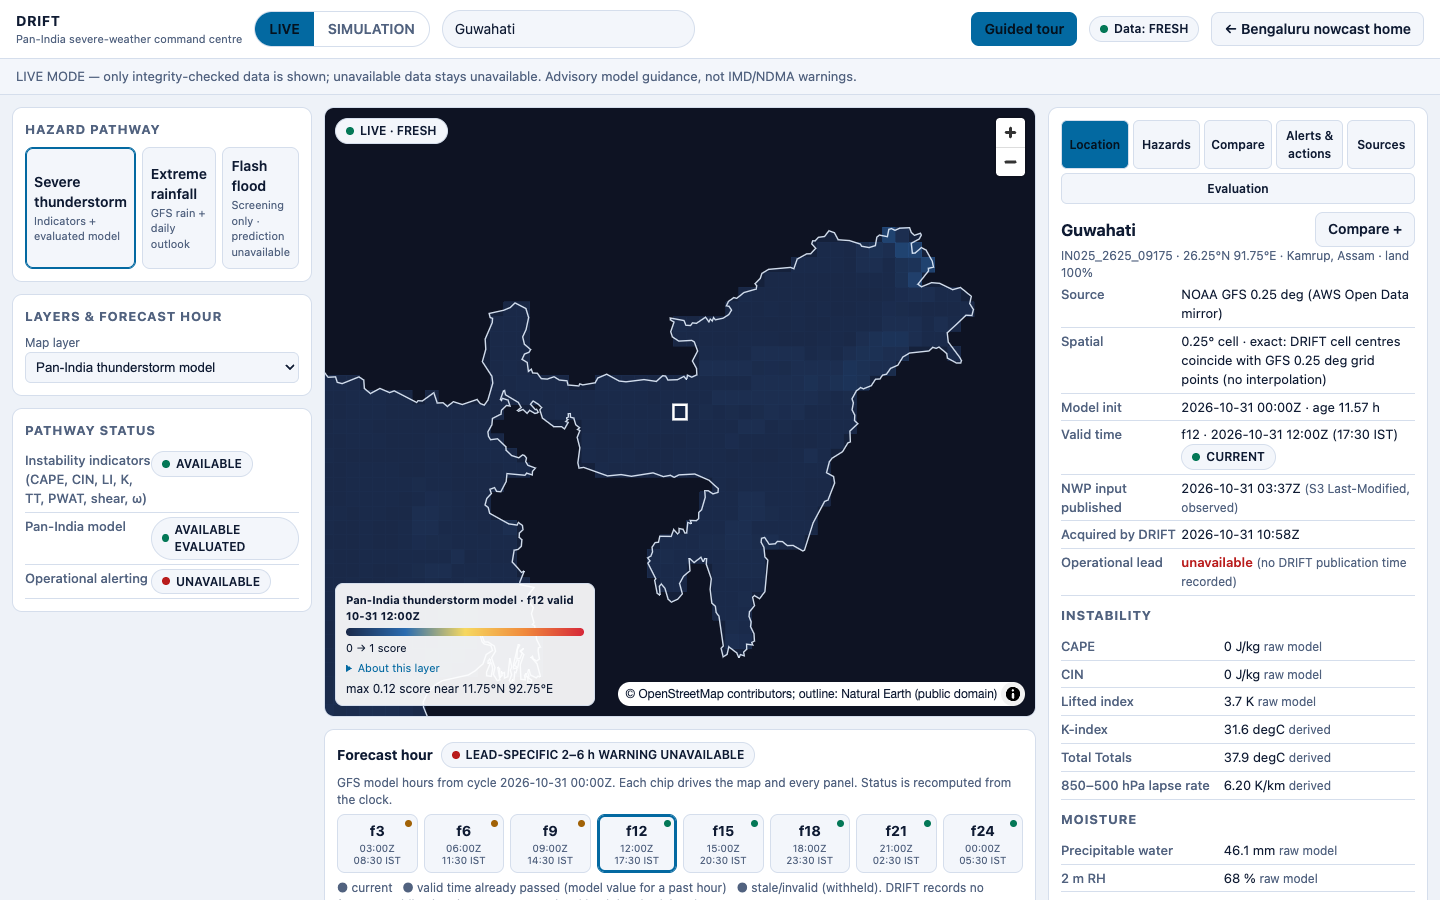 DRIFT
Pan-India severe-weather command centre
LIVE
SIMULATION
Guwahati
Guided tour
Data: FRESH
← Bengaluru nowcast home
LIVE MODE — only integrity-checked data is shown; unavailable data stays unavailable. Advisory model guidance, not IMD/NDMA warnings.
HAZARD PATHWAY
Severe
thunderstorm
Indicators +
evaluated model
Extreme
rainfall
GFS rain +
daily
outlook
Flash
flood
Screening
only ·
prediction
unavailable
LAYERS & FORECAST HOUR
Map layer
Pan-India thunderstorm model
PATHWAY STATUS
Instability indicators
(CAPE, CIN, LI, K,
TT, PWAT, shear, ω)
AVAILABLE
Pan-India model
AVAILABLE
EVALUATED
Operational alerting
UNAVAILABLE
LIVE · FRESH
+
−
Pan-India thunderstorm model · f12 valid
10-31 12:00Z
0 → 1 score
▶ About this layer
max 0.12 score near 11.75°N 92.75°E
© OpenStreetMap contributors; outline: Natural Earth (public domain)
Forecast hour
LEAD-SPECIFIC 2–6 h WARNING UNAVAILABLE
GFS model hours from cycle 2026-10-31 00:00Z. Each chip drives the map and every panel. Status is recomputed from
the clock.
f3
03:00Z
08:30 IST
f6
06:00Z
11:30 IST
f9
09:00Z
14:30 IST
f12
12:00Z
17:30 IST
f15
15:00Z
20:30 IST
f18
18:00Z
23:30 IST
f21
21:00Z
02:30 IST
f24
00:00Z
05:30 IST
● current ● valid time already passed (model value for a past hour) ● stale/invalid (withheld). DRIFT records no
Location
Hazards
Compare
Alerts &
actions
Sources
Evaluation
Guwahati
Compare +
IN025_2625_09175 · 26.25°N 91.75°E · Kamrup, Assam · land
100%
Source
NOAA GFS 0.25 deg (AWS Open Data
mirror)
Spatial
0.25° cell · exact: DRIFT cell centres
coincide with GFS 0.25 deg grid
points (no interpolation)
Model init
2026-10-31 00:00Z · age 11.57 h
Valid time
f12 · 2026-10-31 12:00Z (17:30 IST)
CURRENT
NWP input
published
2026-10-31 03:37Z (S3 Last-Modified,
observed)
Acquired by DRIFT
2026-10-31 10:58Z
Operational lead
unavailable (no DRIFT publication time
recorded)
INSTABILITY
CAPE
0 J/kg raw model
CIN
0 J/kg raw model
Lifted index
3.7 K raw model
K-index
31.6 degC derived
Total Totals
37.9 degC derived
850–500 hPa lapse rate
6.20 K/km derived
MOISTURE
Precipitable water
46.1 mm raw model
2 m RH
68 % raw model